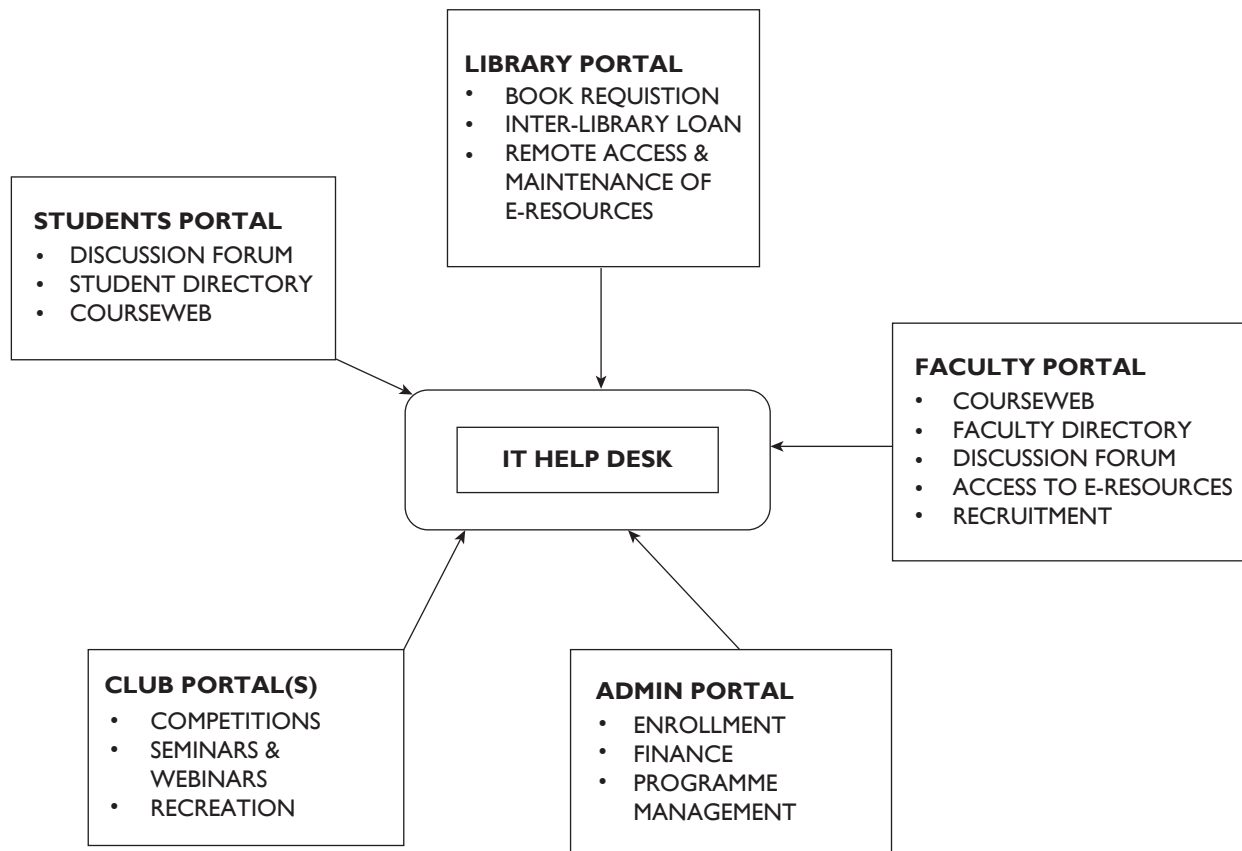 LIBRARY PORTAL
• BOOK REQUISTION
• INTER-LIBRARY LOAN
• REMOTE ACCESS &
MAINTENANCE OF
E-RESOURCES
STUDENTS PORTAL
• DISCUSSION FORUM
• STUDENT DIRECTORY
• COURSEWEB
FACULTY PORTAL
• COURSEWEB
• FACULTY DIRECTORY
• DISCUSSION FORUM
• ACCESS TO E-RESOURCES
• RECRUITMENT
IT HELP DESK
CLUB PORTAL(S)
• COMPETITIONS
• SEMINARS &
WEBINARS
• RECREATION
ADMIN PORTAL
• ENROLLMENT
• FINANCE
• PROGRAMME
MANAGEMENT